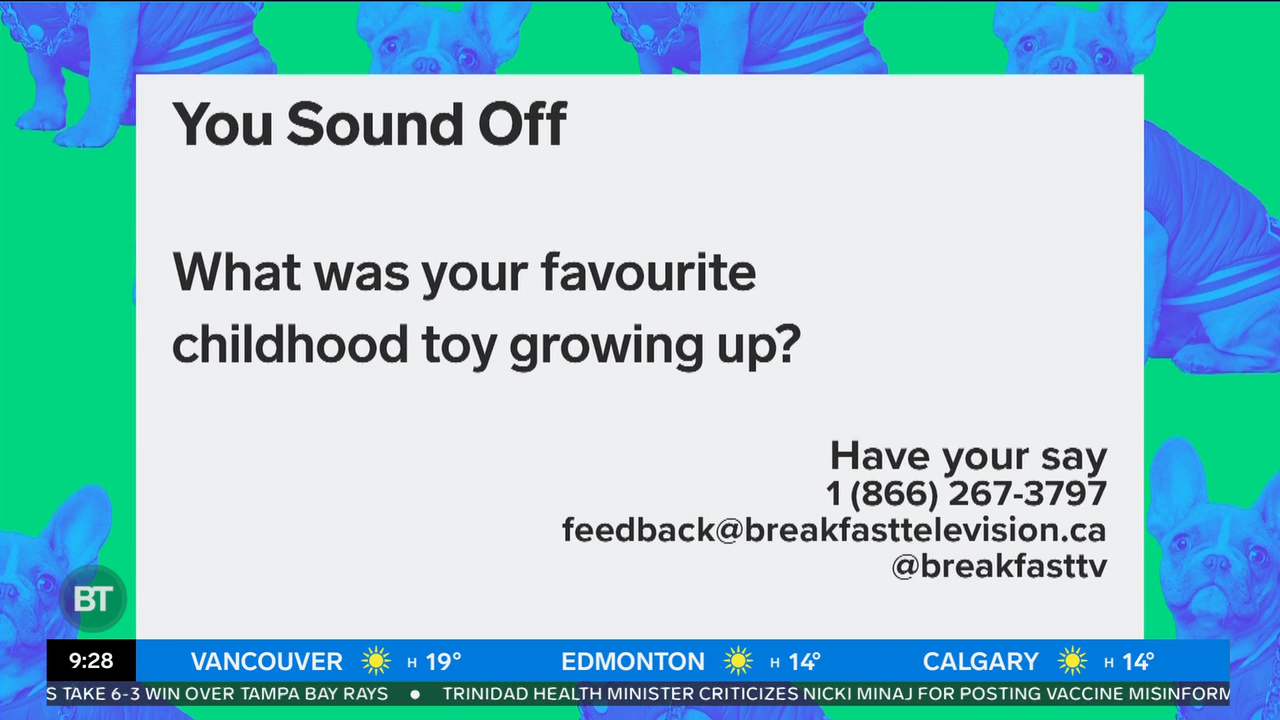 You Sound Off
What was your favourite
childhood toy growing up?
Have your say
1 (866) 267-3797
feedback@breakfasttelevision.ca
@breakfasttv
BT
9:28 VANCOUVER H 19° EDMONTON H 14° CALGARY H 14°
S TAKE 6-3 WIN OVER TAMPA BAY RAYS ● TRINIDAD HEALTH MINISTER CRITICIZES NICKI MINAJ FOR POSTING VACCINE MISINFORM